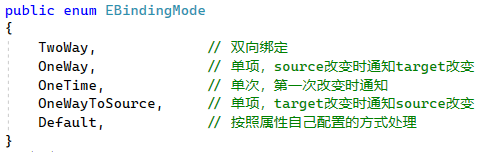 public enum EBindingMode
{
TwoWay, // 双向绑定
OneWay, // 单项，source改变时通知target改变
OneTime, // 单次，第一次改变时通知
OneWayToSource, // 单项，target改变时通知source改变
Default, // 按照属性自己配置的方式处理
}